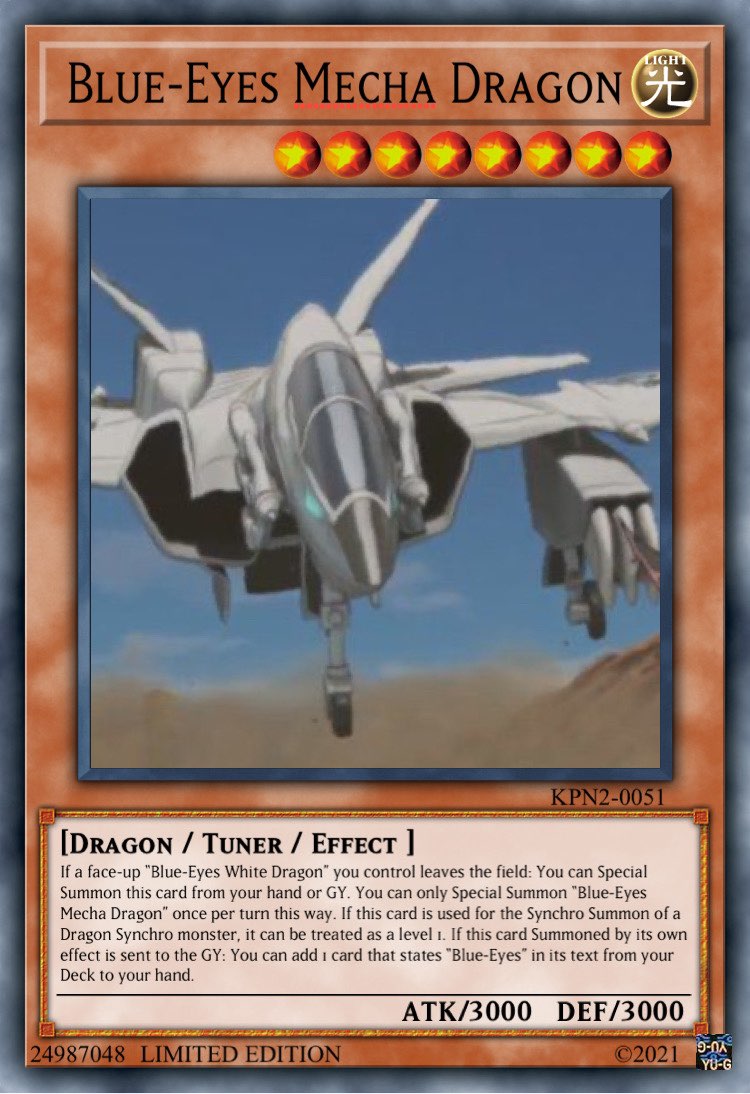 BLUE-EYES MECHA DRAGON
LIGHT
光
KPN2-0051
[DRAGON / TUNER / EFFECT ]
If a face-up "Blue-Eyes White Dragon" you control leaves the field: You can Special
Summon this card from your hand or GY. You can only Special Summon "Blue-Eyes
Mecha Dragon" once per turn this way. If this card is used for the Synchro Summon of a
Dragon Synchro monster, it can be treated as a level 1. If this card Summoned by its own
effect is sent to the GY: You can add 1 card that states "Blue-Eyes" in its text from your
Deck to your hand.
ATK/3000 DEF/3000
24987048 LIMITED EDITION
©2021